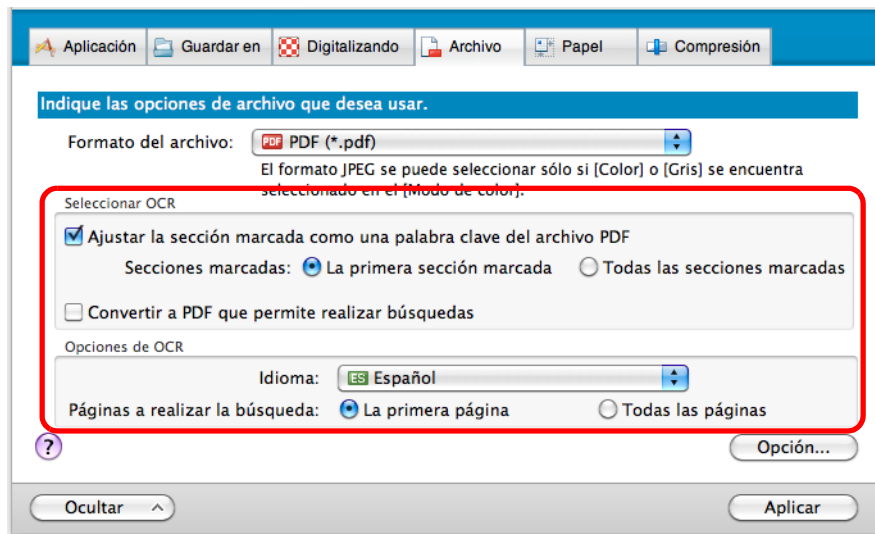 Aplicación Guardar en Digitalizando Archivo Papel Compresión
Indique las opciones de archivo que desea usar.
Formato del archivo: PDF PDF (*.pdf)
El formato JPEG se puede seleccionar sólo si [Color] o [Gris] se encuentra
seleccionado en el [Modo de color].
Seleccionar OCR
Ajustar la sección marcada como una palabra clave del archivo PDF
Secciones marcadas: La primera sección marcada Todas las secciones marcadas
Convertir a PDF que permite realizar búsquedas
Opciones de OCR
Idioma: ES Español
Páginas a realizar la búsqueda: La primera página Todas las páginas
? Opción...
Ocultar Aplicar